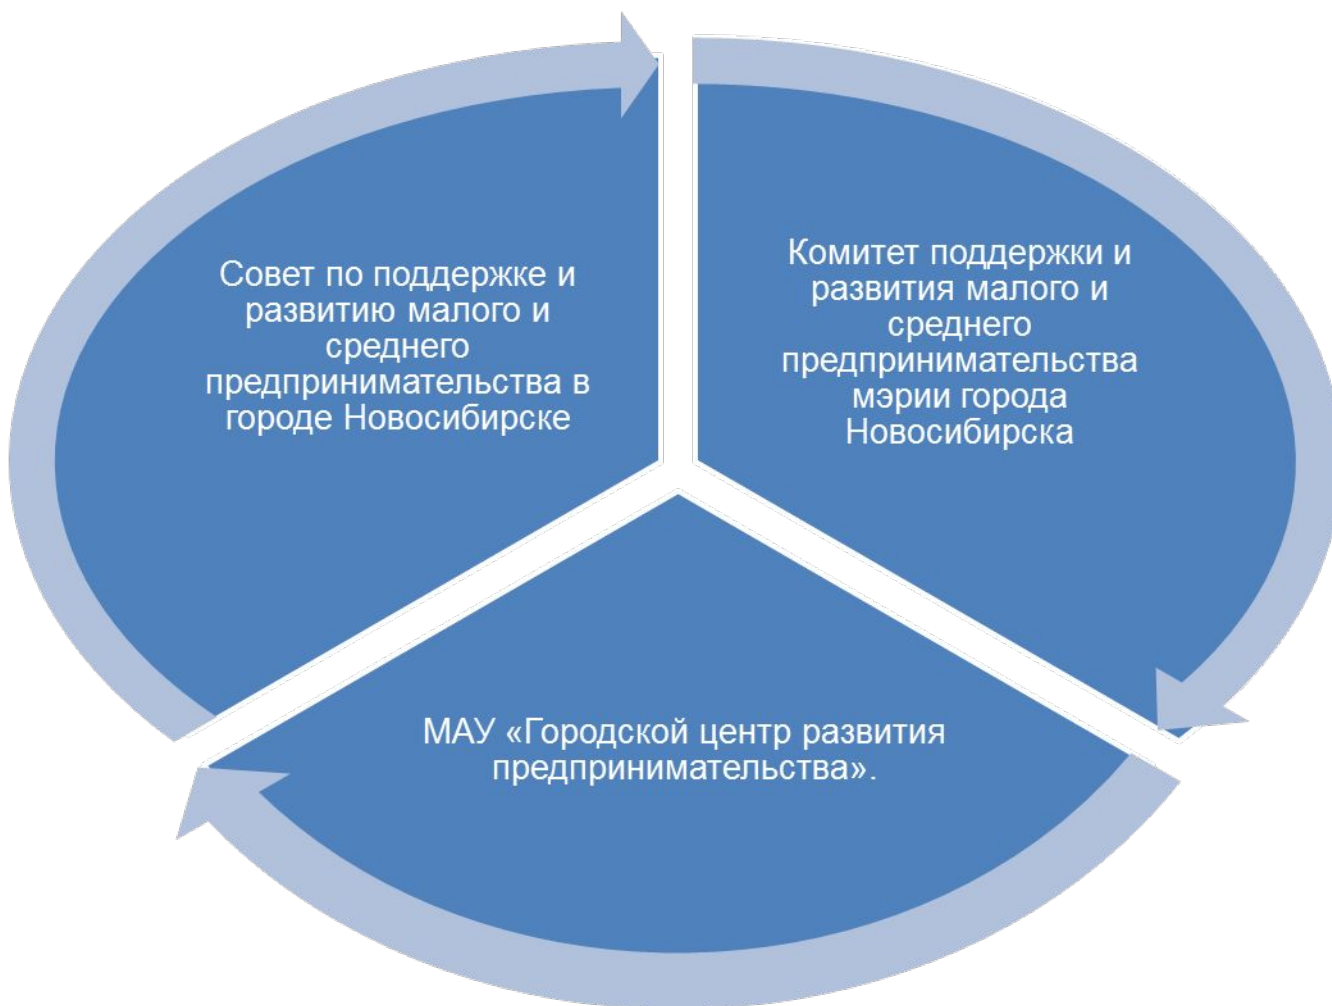 Совет по поддержке и
развитию малого и
среднего
предпринимательства в
городе Новосибирске
Комитет поддержки и
развития малого и
среднего
предпринимательства
мэрии города
Новосибирска
МАУ «Городской центр развития
предпринимательства».